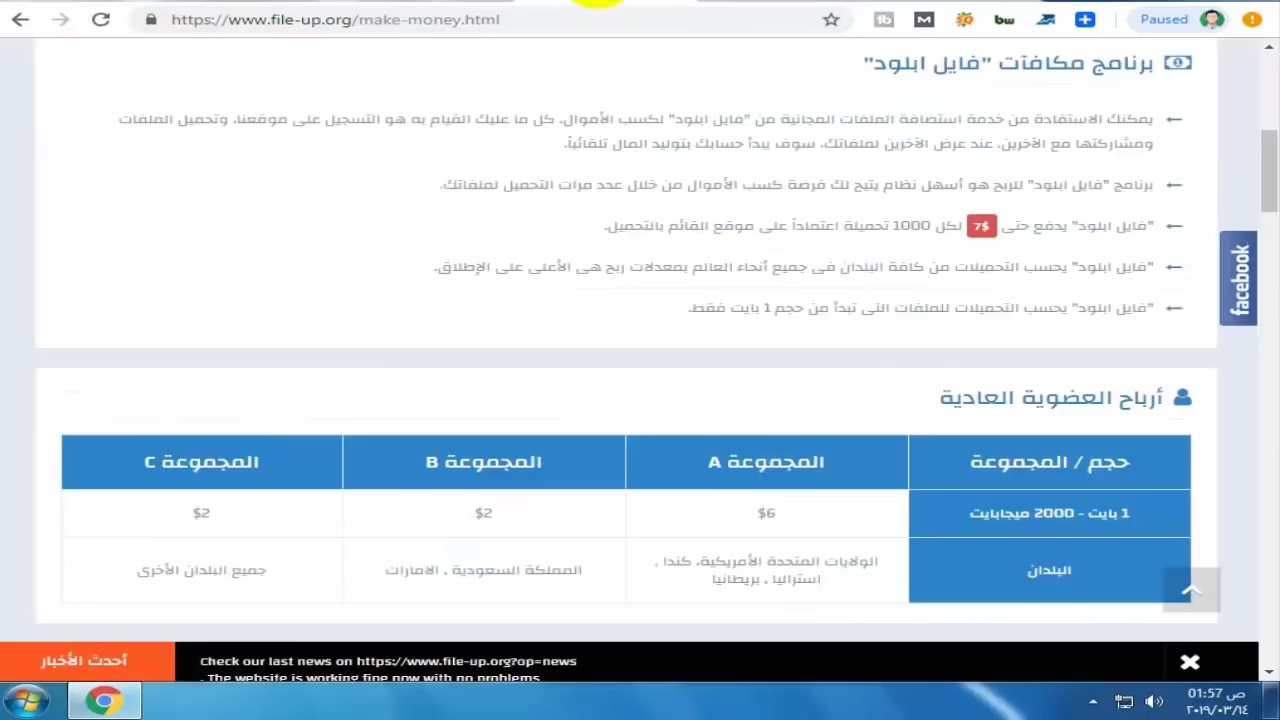 https://www.file-up.org/make-money.html
Paused
برنامج مكافآت "فايل ابلود"
يمكنك الاستفادة من خدمة استضافة الملفات المجانية من "فايل ابلود" لكسب الأموال. كل ما عليك القيام به هو التسجيل على موقعنا، وتحميل الملفات
ومشاركتها مع الآخرين. عند عرض الآخرين لملفاتك، سوف يبدأ حسابك بتوليد المال تلقائياً.
برنامج "فايل ابلود" للربح هو أسهل نظام يتيح لك فرصة كسب الأموال من خلال عدد مرات التحميل لملفاتك.
"فايل ابلود" يدفع حتى 7$ لكل 1000 تحميلة اعتماداً على موقع القائم بالتحميل.
"فايل ابلود" يحسب التحميلات من كافة البلدان في جميع أنحاء العالم بمعدلات ربح هي الأعلى على الإطلاق.
"فايل ابلود" يحسب التحميلات للملفات التي تبدأ من حجم 1 بايت فقط.
facebook
أرباح العضوية العادية
حجم / المجموعة المجموعة A المجموعة B المجموعة C
1 بايت - 2000 ميجابايت $6 $2 $2
البلدان الولايات المتحدة الأمريكية، كندا , استراليا , بريطانيا المملكة السعودية , الامارات جميع البلدان الأخرى
أحدث الأخبار
Check our last news on https://www.file-up.org?op=news
. The website is working fine now with no problems
01:57 ص
٢٠١٩/٠٣/١٤